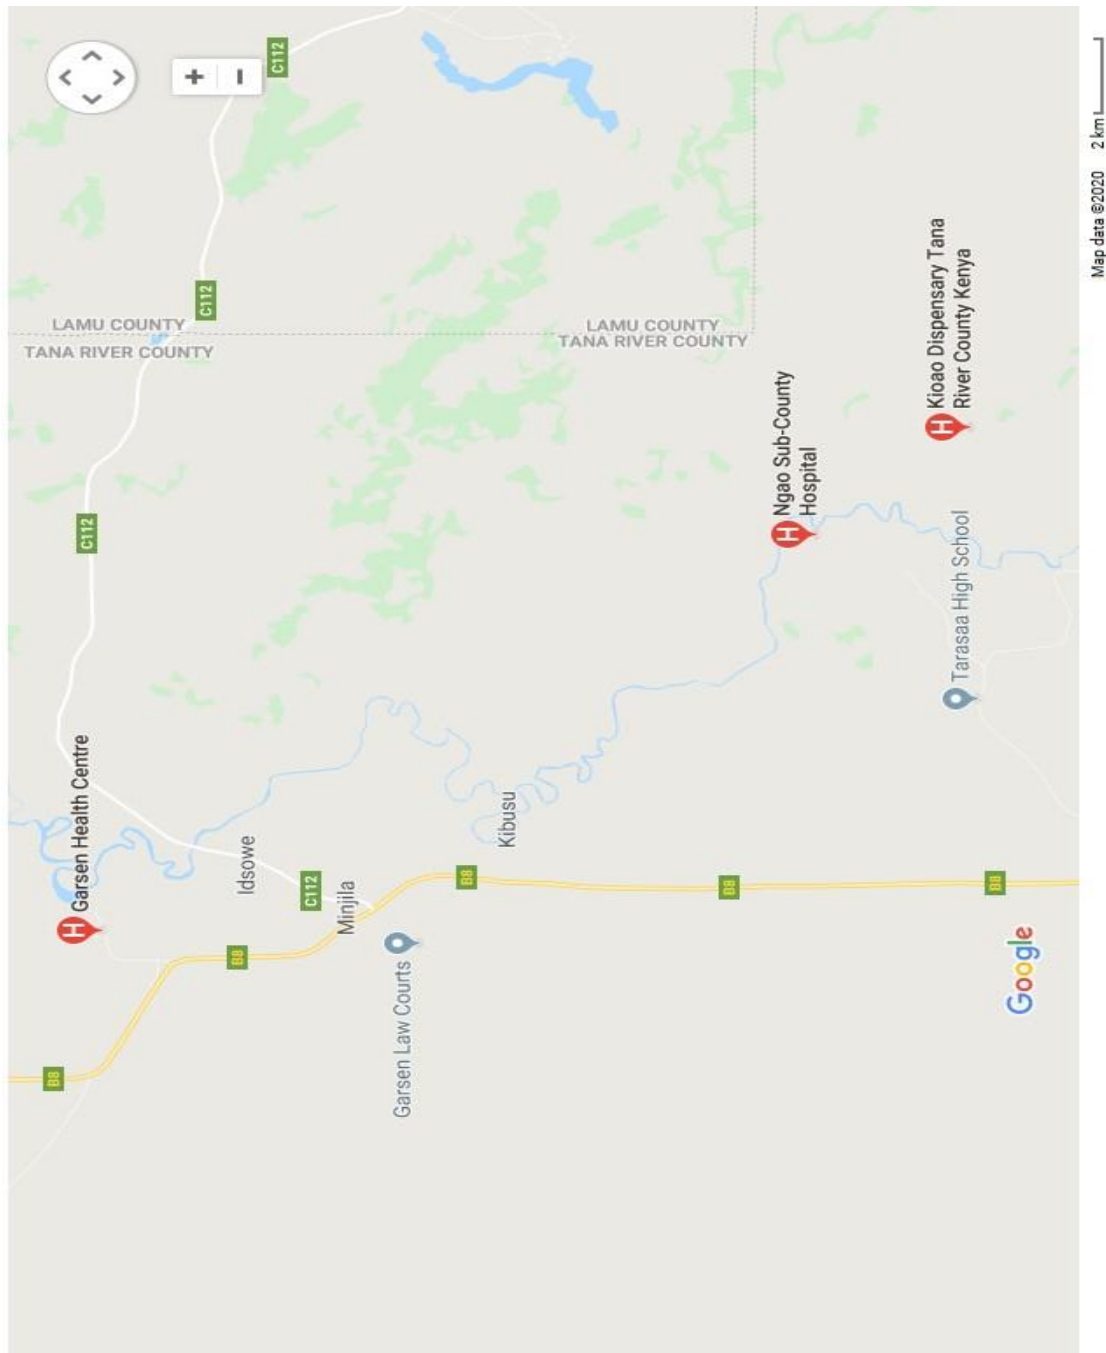 C112
LAMU COUNTY
TANA RIVER COUNTY
C112
C112
Garsen Health Centre
Idsowe
C112
Minjila
B8
B8
Garsen Law Courts
Kibusu
B8
LAMU COUNTY
TANA RIVER COUNTY
Ngao Sub-County
Hospital
B8
Kioao Dispensary Tana
River County Kenya
Tarasaa High School
B8
Google
Map data ©2020 2 km